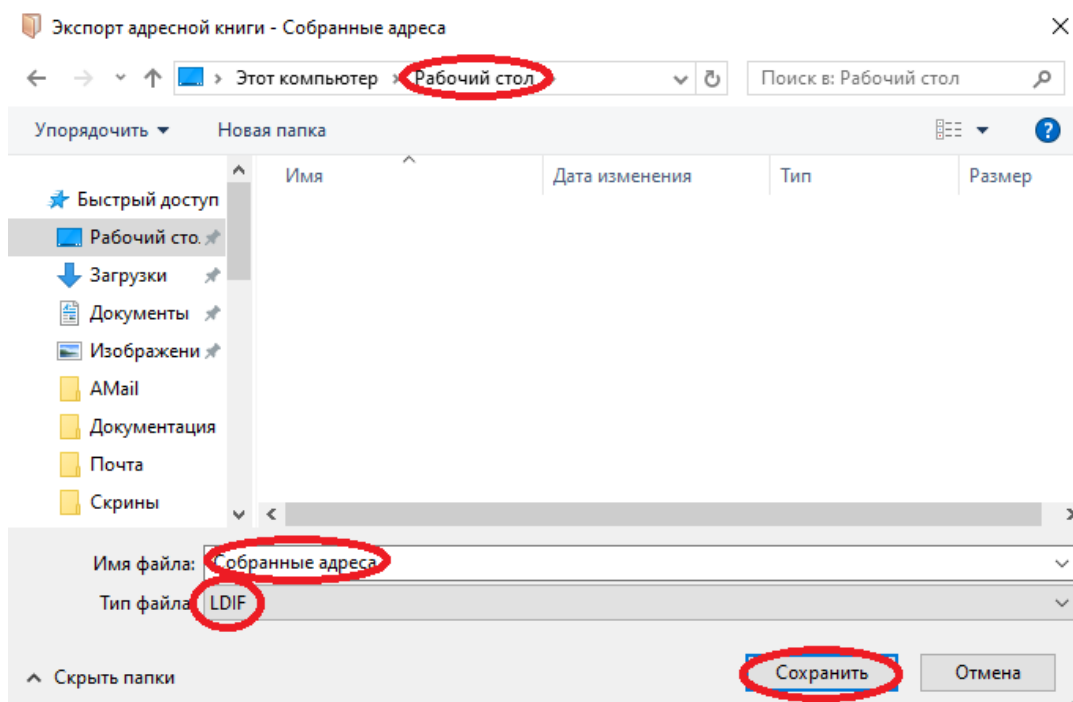 Экспорт адресной книги - Собранные адреса
Этот компьютер › Рабочий стол
Поиск в: Рабочий стол
Упорядочить
Новая папка
?
Имя
Дата изменения
Тип
Размер
Быстрый доступ
Рабочий сто.
Загрузки
Документы
Изображени
AMail
Документация
Почта
Скрины
Имя файла: Собранные адреса
Тип файла: LDIF
Скрыть папки
Сохранить
Отмена